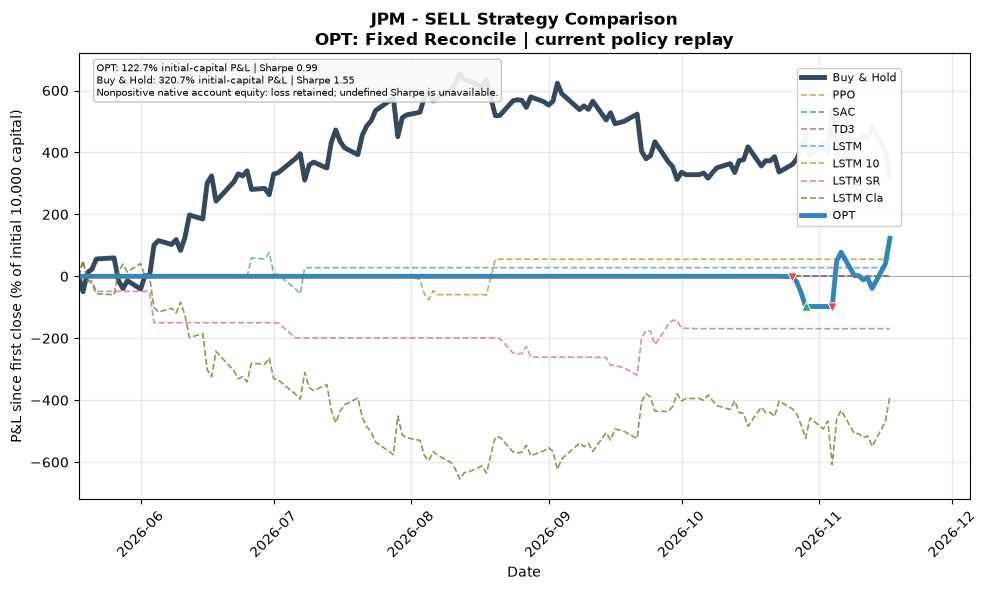 JPM - SELL Strategy Comparison
OPT: Fixed Reconcile | current policy replay
OPT: 122.7% initial-capital P&L | Sharpe 0.99
Buy & Hold: 320.7% initial-capital P&L | Sharpe 1.55
Nonpositive native account equity: loss retained; undefined Sharpe is unavailable.
Buy & Hold
PPO
SAC
TD3
LSTM
LSTM 10
LSTM SR
LSTM Cla
OPT
P&L since first close (% of initial 10,000 capital)
600
400
200
0
−200
−400
−600
2026-06
2026-07
2026-08
2026-09
2026-10
2026-11
2026-12
Date